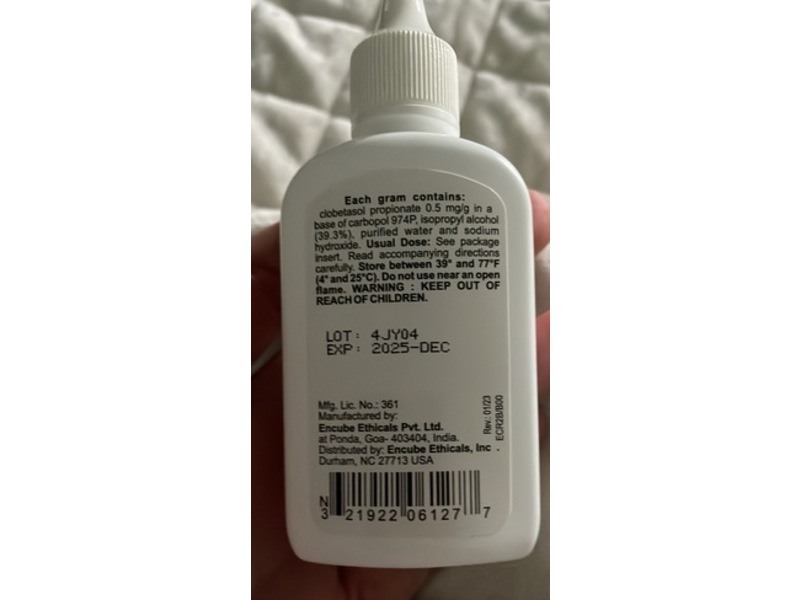 Each gram contains:
clobetasol propionate 0.5 mg/g in a
base of carbopol 974P, isopropyl alcohol
(39.3%), purified water and sodium
hydroxide. Usual Dose: See package
insert. Read accompanying directions
carefully. Store between 39° and 77°F
(4° and 25°C). Do not use near an open
flame. WARNING : KEEP OUT OF
REACH OF CHILDREN.
LOT: 4JY04
EXP: 2025-DEC
Mfg. Lic. No.: 361
Manufactured by:
Encube Ethicals Pvt. Ltd.
at Ponda, Goa- 403404, India.
Distributed by: Encube Ethicals, Inc .
Durham, NC 27713 USA
Rev. 01/23
ECR2B/B00
N
3 21922 06127 7